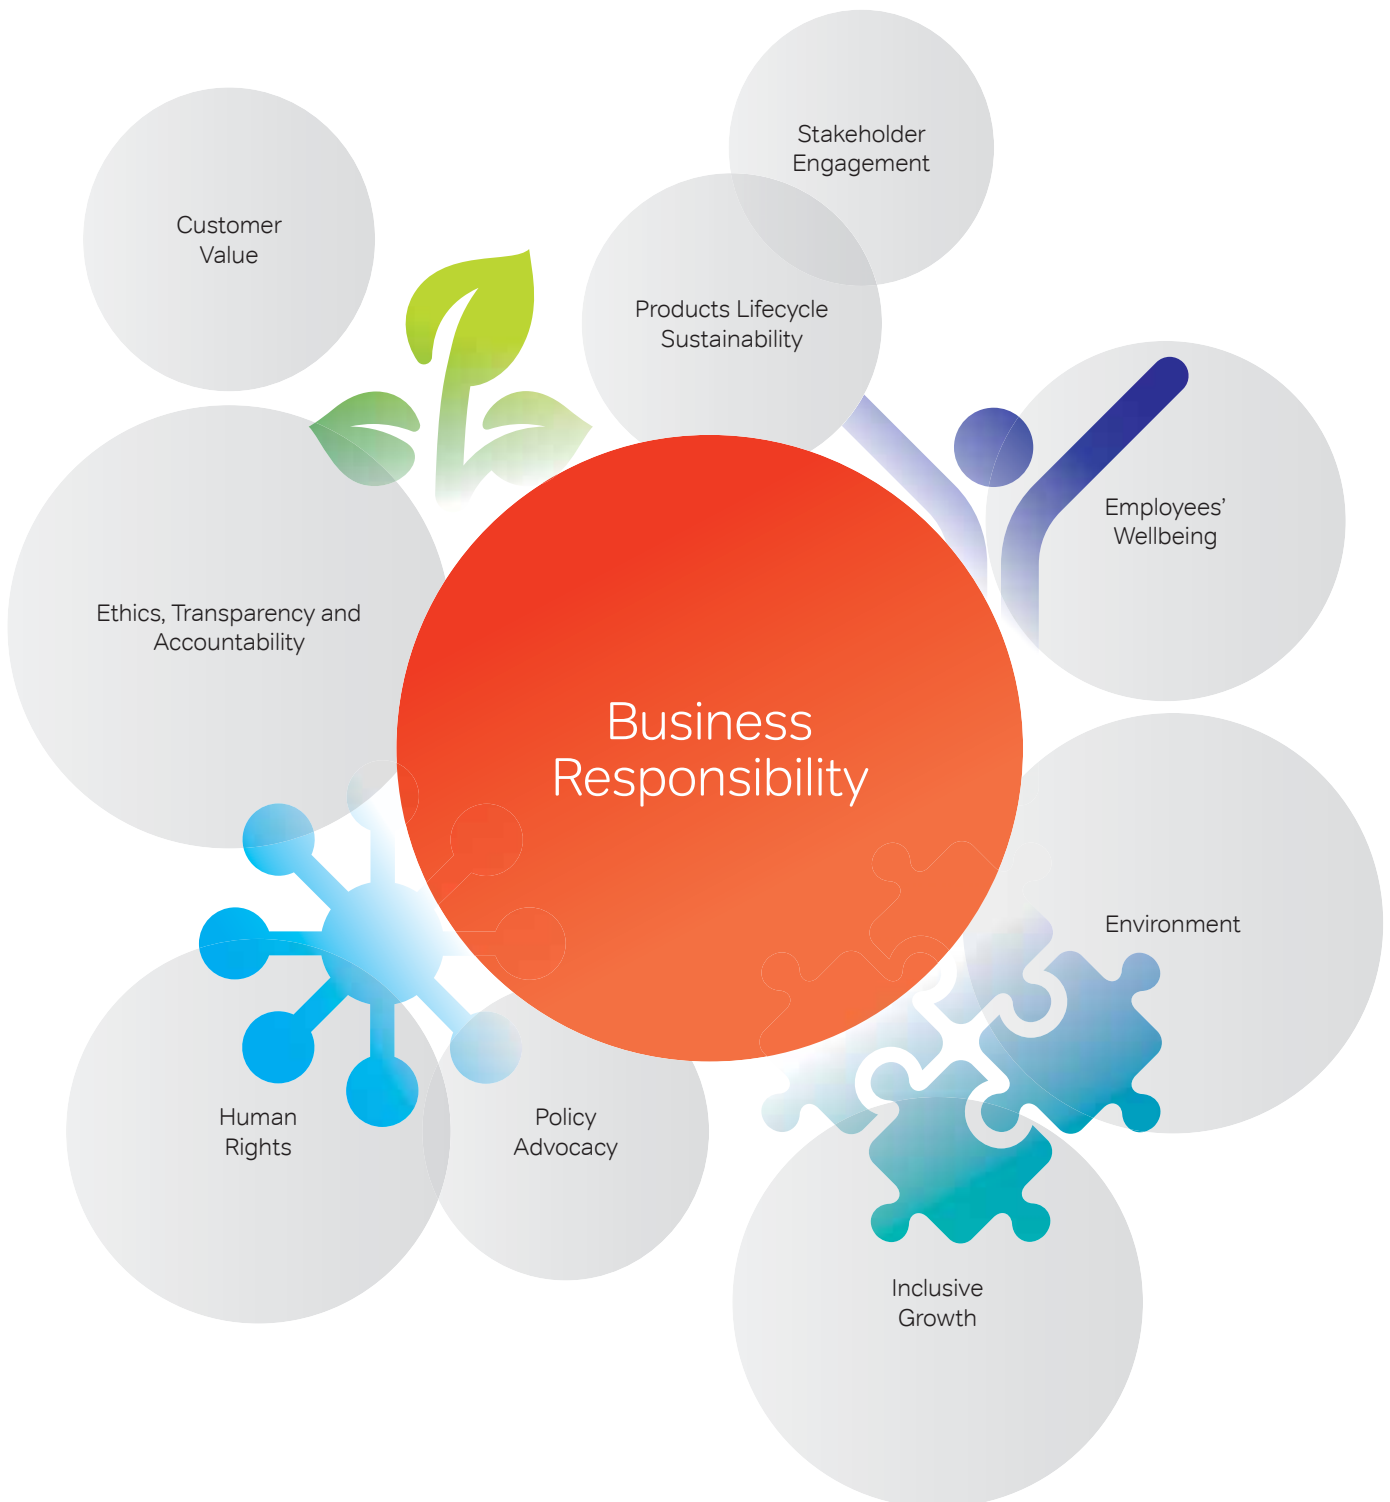 Stakeholder
Engagement
Customer
Value
Products Lifecycle
Sustainability
Employees’
Wellbeing
Ethics, Transparency and
Accountability
Business
Responsibility
Environment
Human
Rights
Policy
Advocacy
Inclusive
Growth